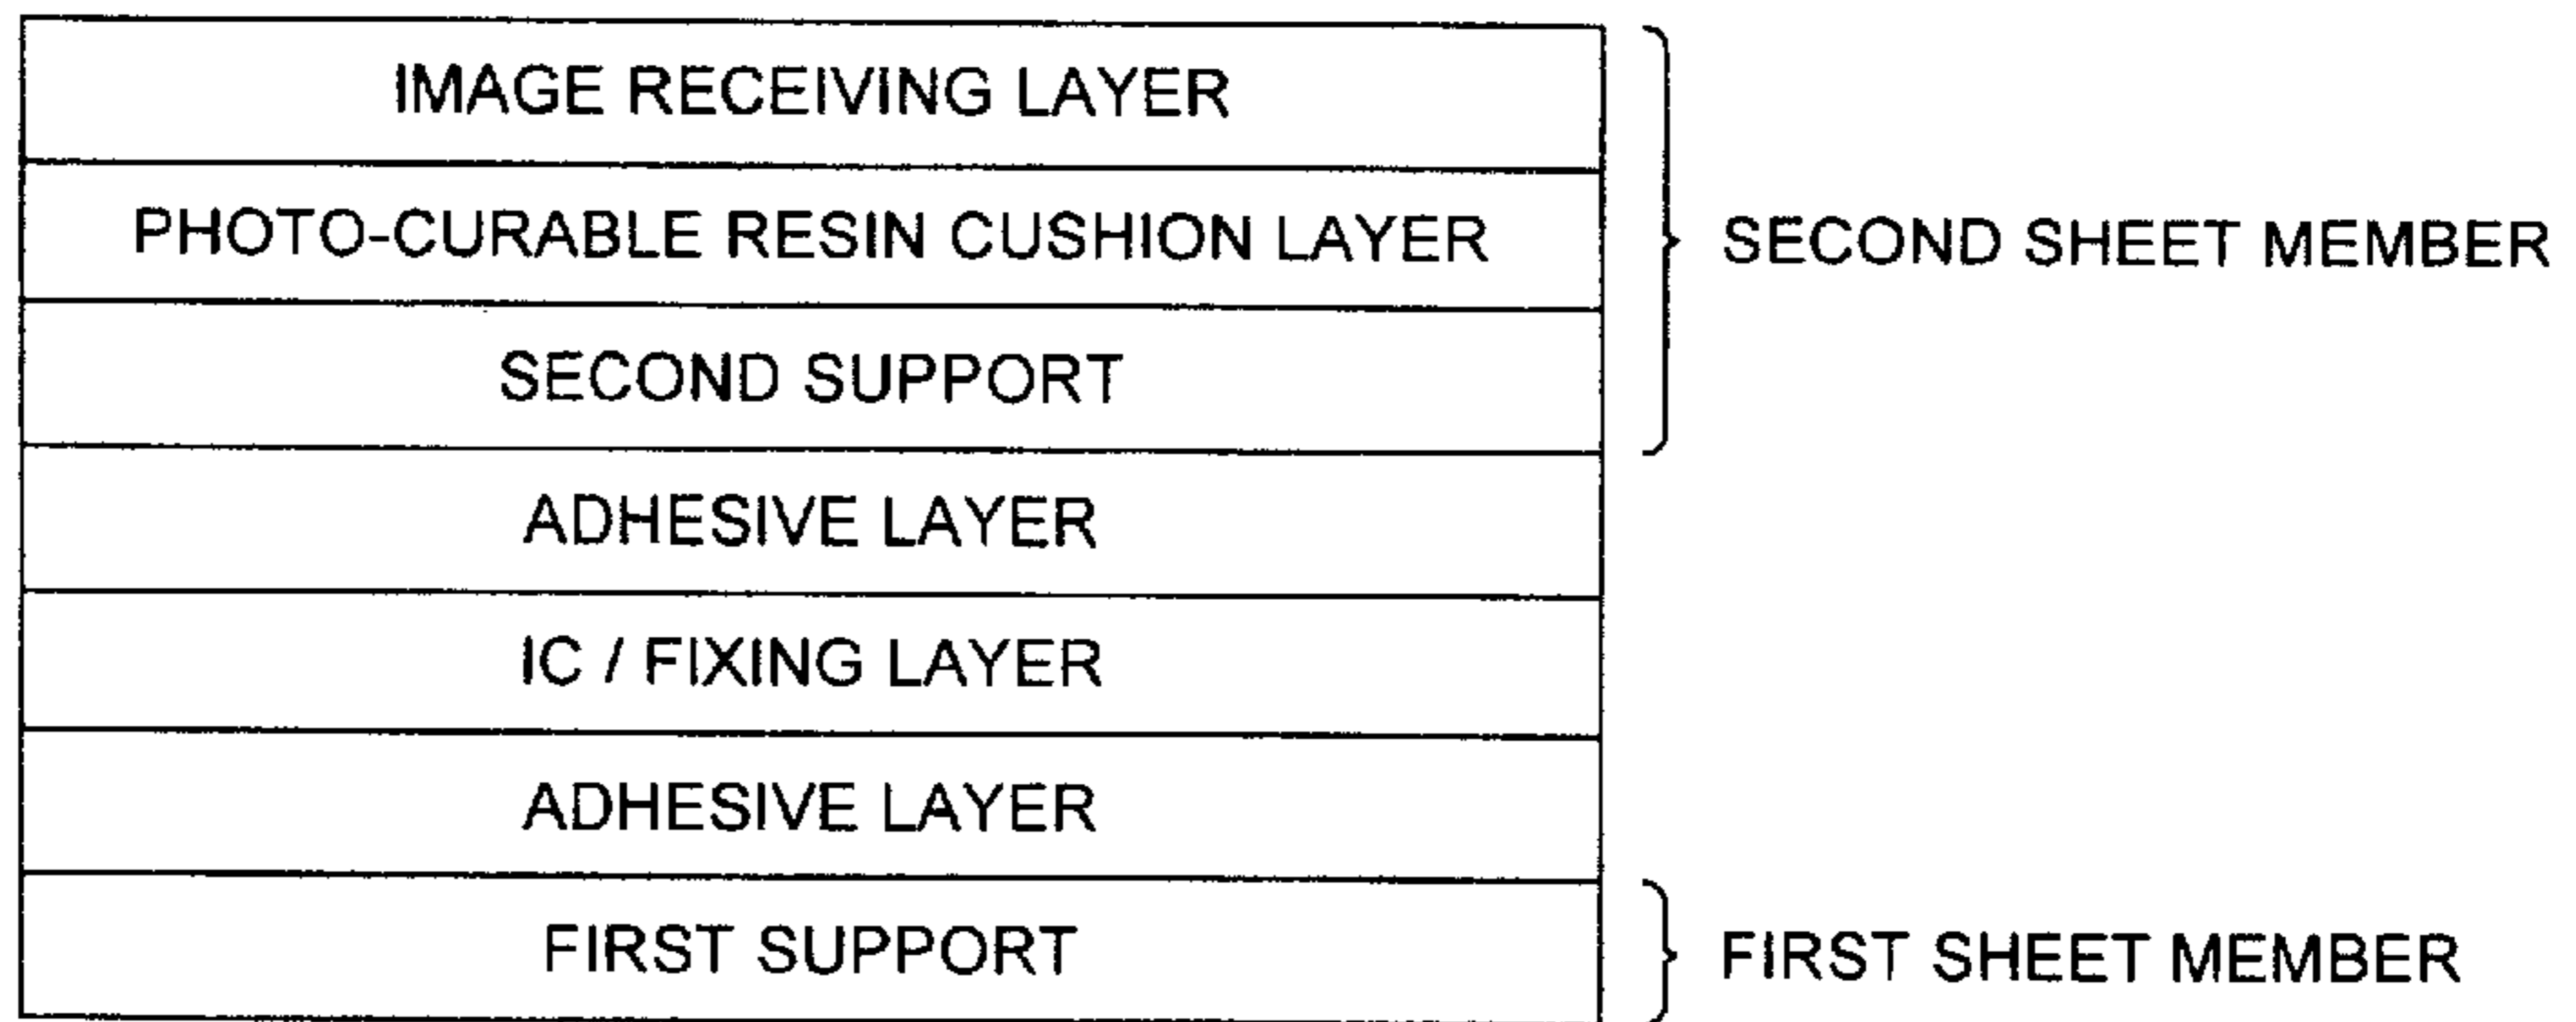 IMAGE RECEIVING LAYER
PHOTO-CURABLE RESIN CUSHION LAYER
SECOND SUPPORT
SECOND SHEET MEMBER
ADHESIVE LAYER
IC / FIXING LAYER
ADHESIVE LAYER
FIRST SUPPORT
FIRST SHEET MEMBER